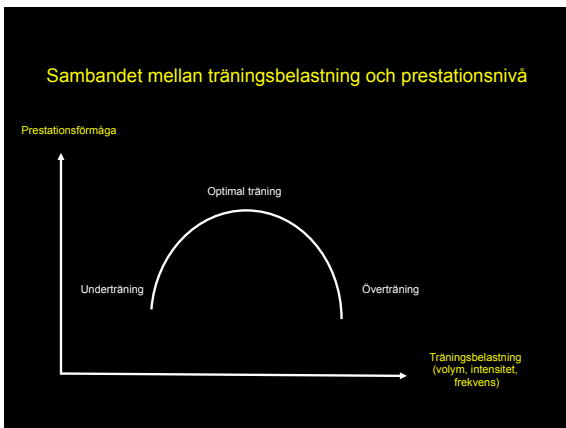 Sambandet mellan träningsbelastning och prestationsnivå
Prestationsförmåga
Optimal träning
Underträning
Överträning
Träningsbelastning
(volym, intensitet,
frekvens)